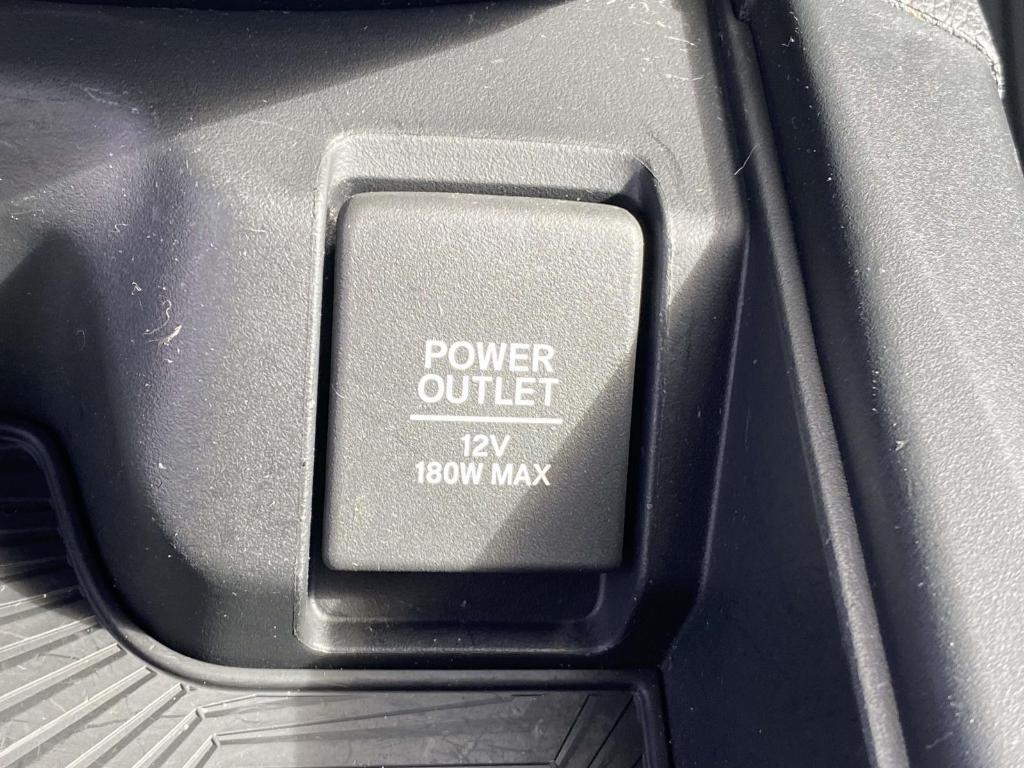 POWER
OUTLET
12V
180W MAX